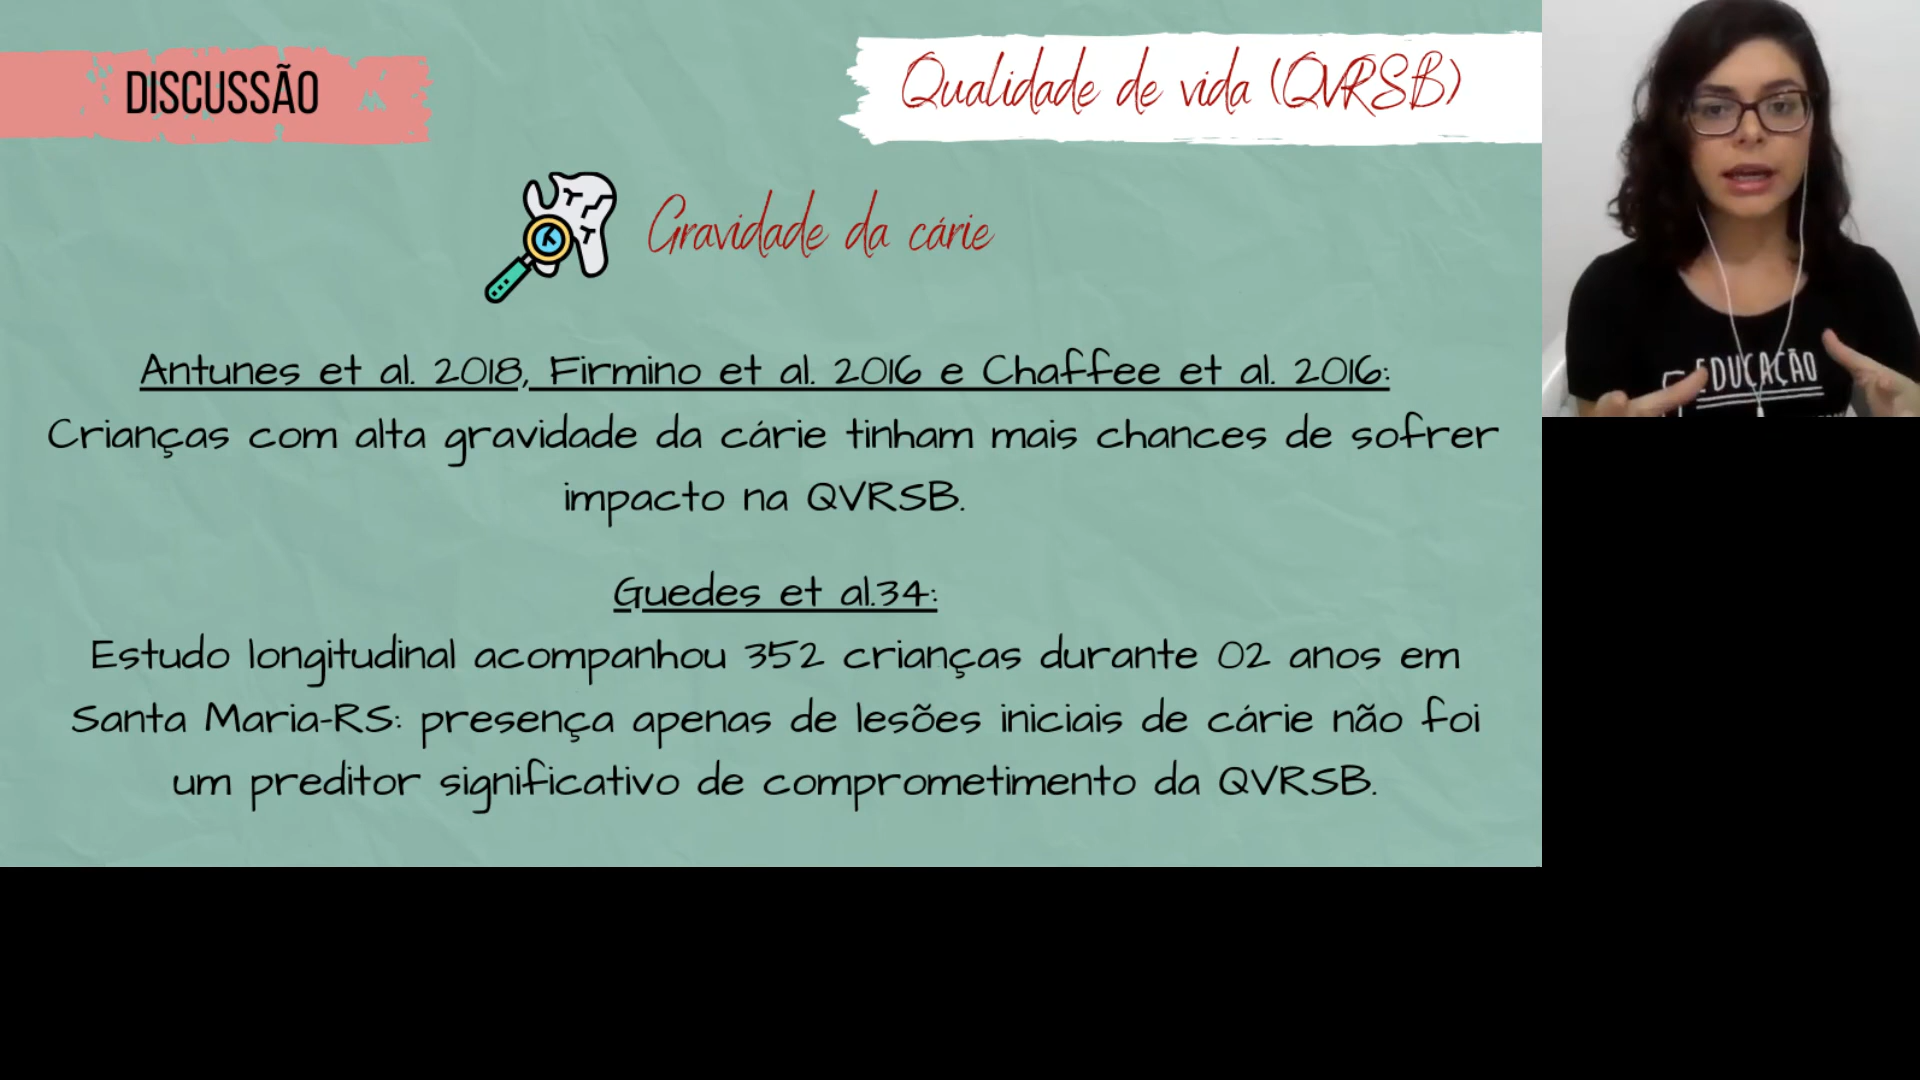 DISCUSSÃO
Qualidade de vida (QVRSB)
Gravidade da cárie
Antunes et al. 2018, Firmino et al. 2016 e Chaffee et al. 2016:
Crianças com alta gravidade da cárie tinham mais chances de sofrer
impacto na QVRSB.
Guedes et al.34:
Estudo longitudinal acompanhou 352 crianças durante 02 anos em
Santa Maria-RS: presença apenas de lesões iniciais de cárie não foi
um preditor significativo de comprometimento da QVRSB.
EDUCAÇÃO